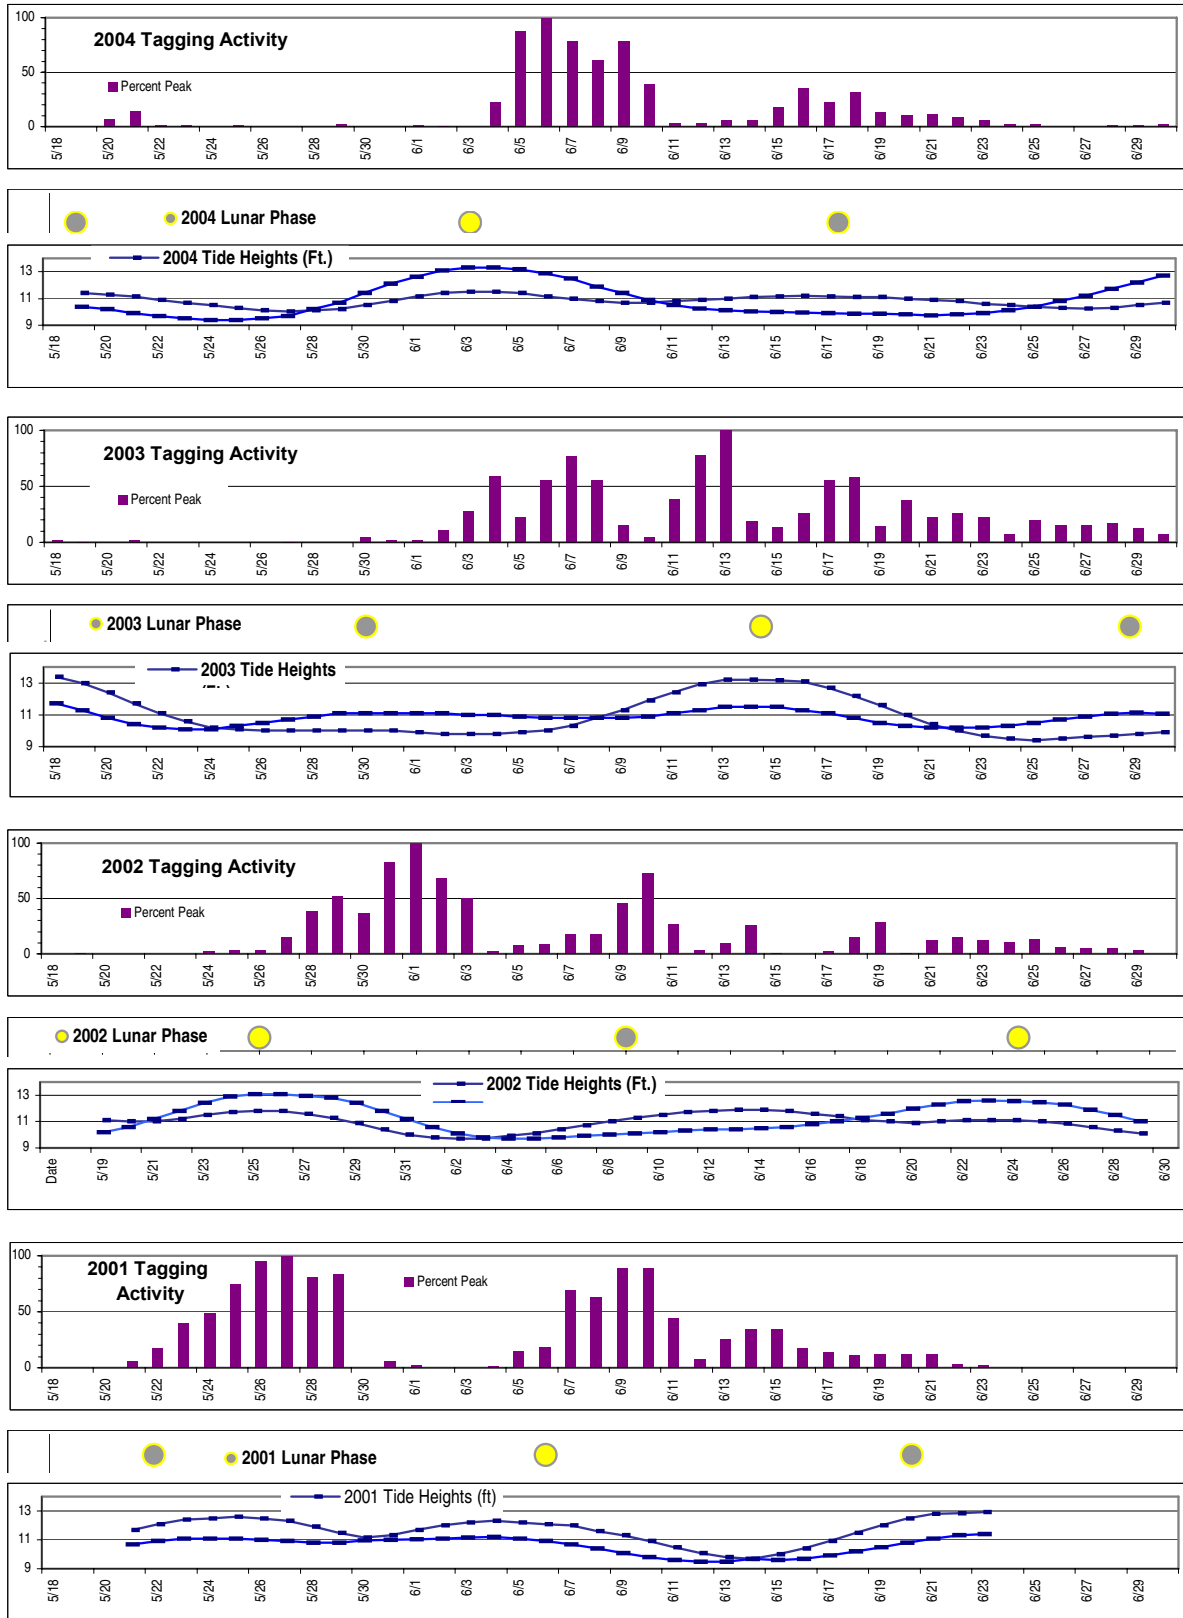 2004 Tagging Activity
Percent Peak
100
50
0
5/18 5/20 5/22 5/24 5/26 5/28 5/30 6/1 6/3 6/5 6/7 6/9 6/11 6/13 6/15 6/17 6/19 6/21 6/23 6/25 6/27 6/29
2004 Lunar Phase
2004 Tide Heights (Ft.)
13
11
9
5/18 5/20 5/22 5/24 5/26 5/28 5/30 6/1 6/3 6/5 6/7 6/9 6/11 6/13 6/15 6/17 6/19 6/21 6/23 6/25 6/27 6/29
2003 Tagging Activity
Percent Peak
100
50
0
5/18 5/20 5/22 5/24 5/26 5/28 5/30 6/1 6/3 6/5 6/7 6/9 6/11 6/13 6/15 6/17 6/19 6/21 6/23 6/25 6/27 6/29
2003 Lunar Phase
2003 Tide Heights
13
11
9
5/18 5/20 5/22 5/24 5/26 5/28 5/30 6/1 6/3 6/5 6/7 6/9 6/11 6/13 6/15 6/17 6/19 6/21 6/23 6/25 6/27 6/29
2002 Tagging Activity
Percent Peak
100
50
0
5/18 5/20 5/22 5/24 5/26 5/28 5/30 6/1 6/3 6/5 6/7 6/9 6/11 6/13 6/15 6/17 6/19 6/21 6/23 6/25 6/27 6/29
2002 Lunar Phase
2002 Tide Heights (Ft.)
13
11
9
Date 5/19 5/21 5/23 5/25 5/27 5/29 5/31 6/2 6/4 6/6 6/8 6/10 6/12 6/14 6/16 6/18 6/20 6/22 6/24 6/26 6/28 6/30
2001 Tagging
Activity
Percent Peak
100
50
0
5/18 5/20 5/22 5/24 5/26 5/28 5/30 6/1 6/3 6/5 6/7 6/9 6/11 6/13 6/15 6/17 6/19 6/21 6/23 6/25 6/27 6/29
2001 Lunar Phase
2001 Tide Heights (ft)
13
11
9
5/18 5/20 5/22 5/24 5/26 5/28 5/30 6/1 6/3 6/5 6/7 6/9 6/11 6/13 6/15 6/17 6/19 6/21 6/23 6/25 6/27 6/29